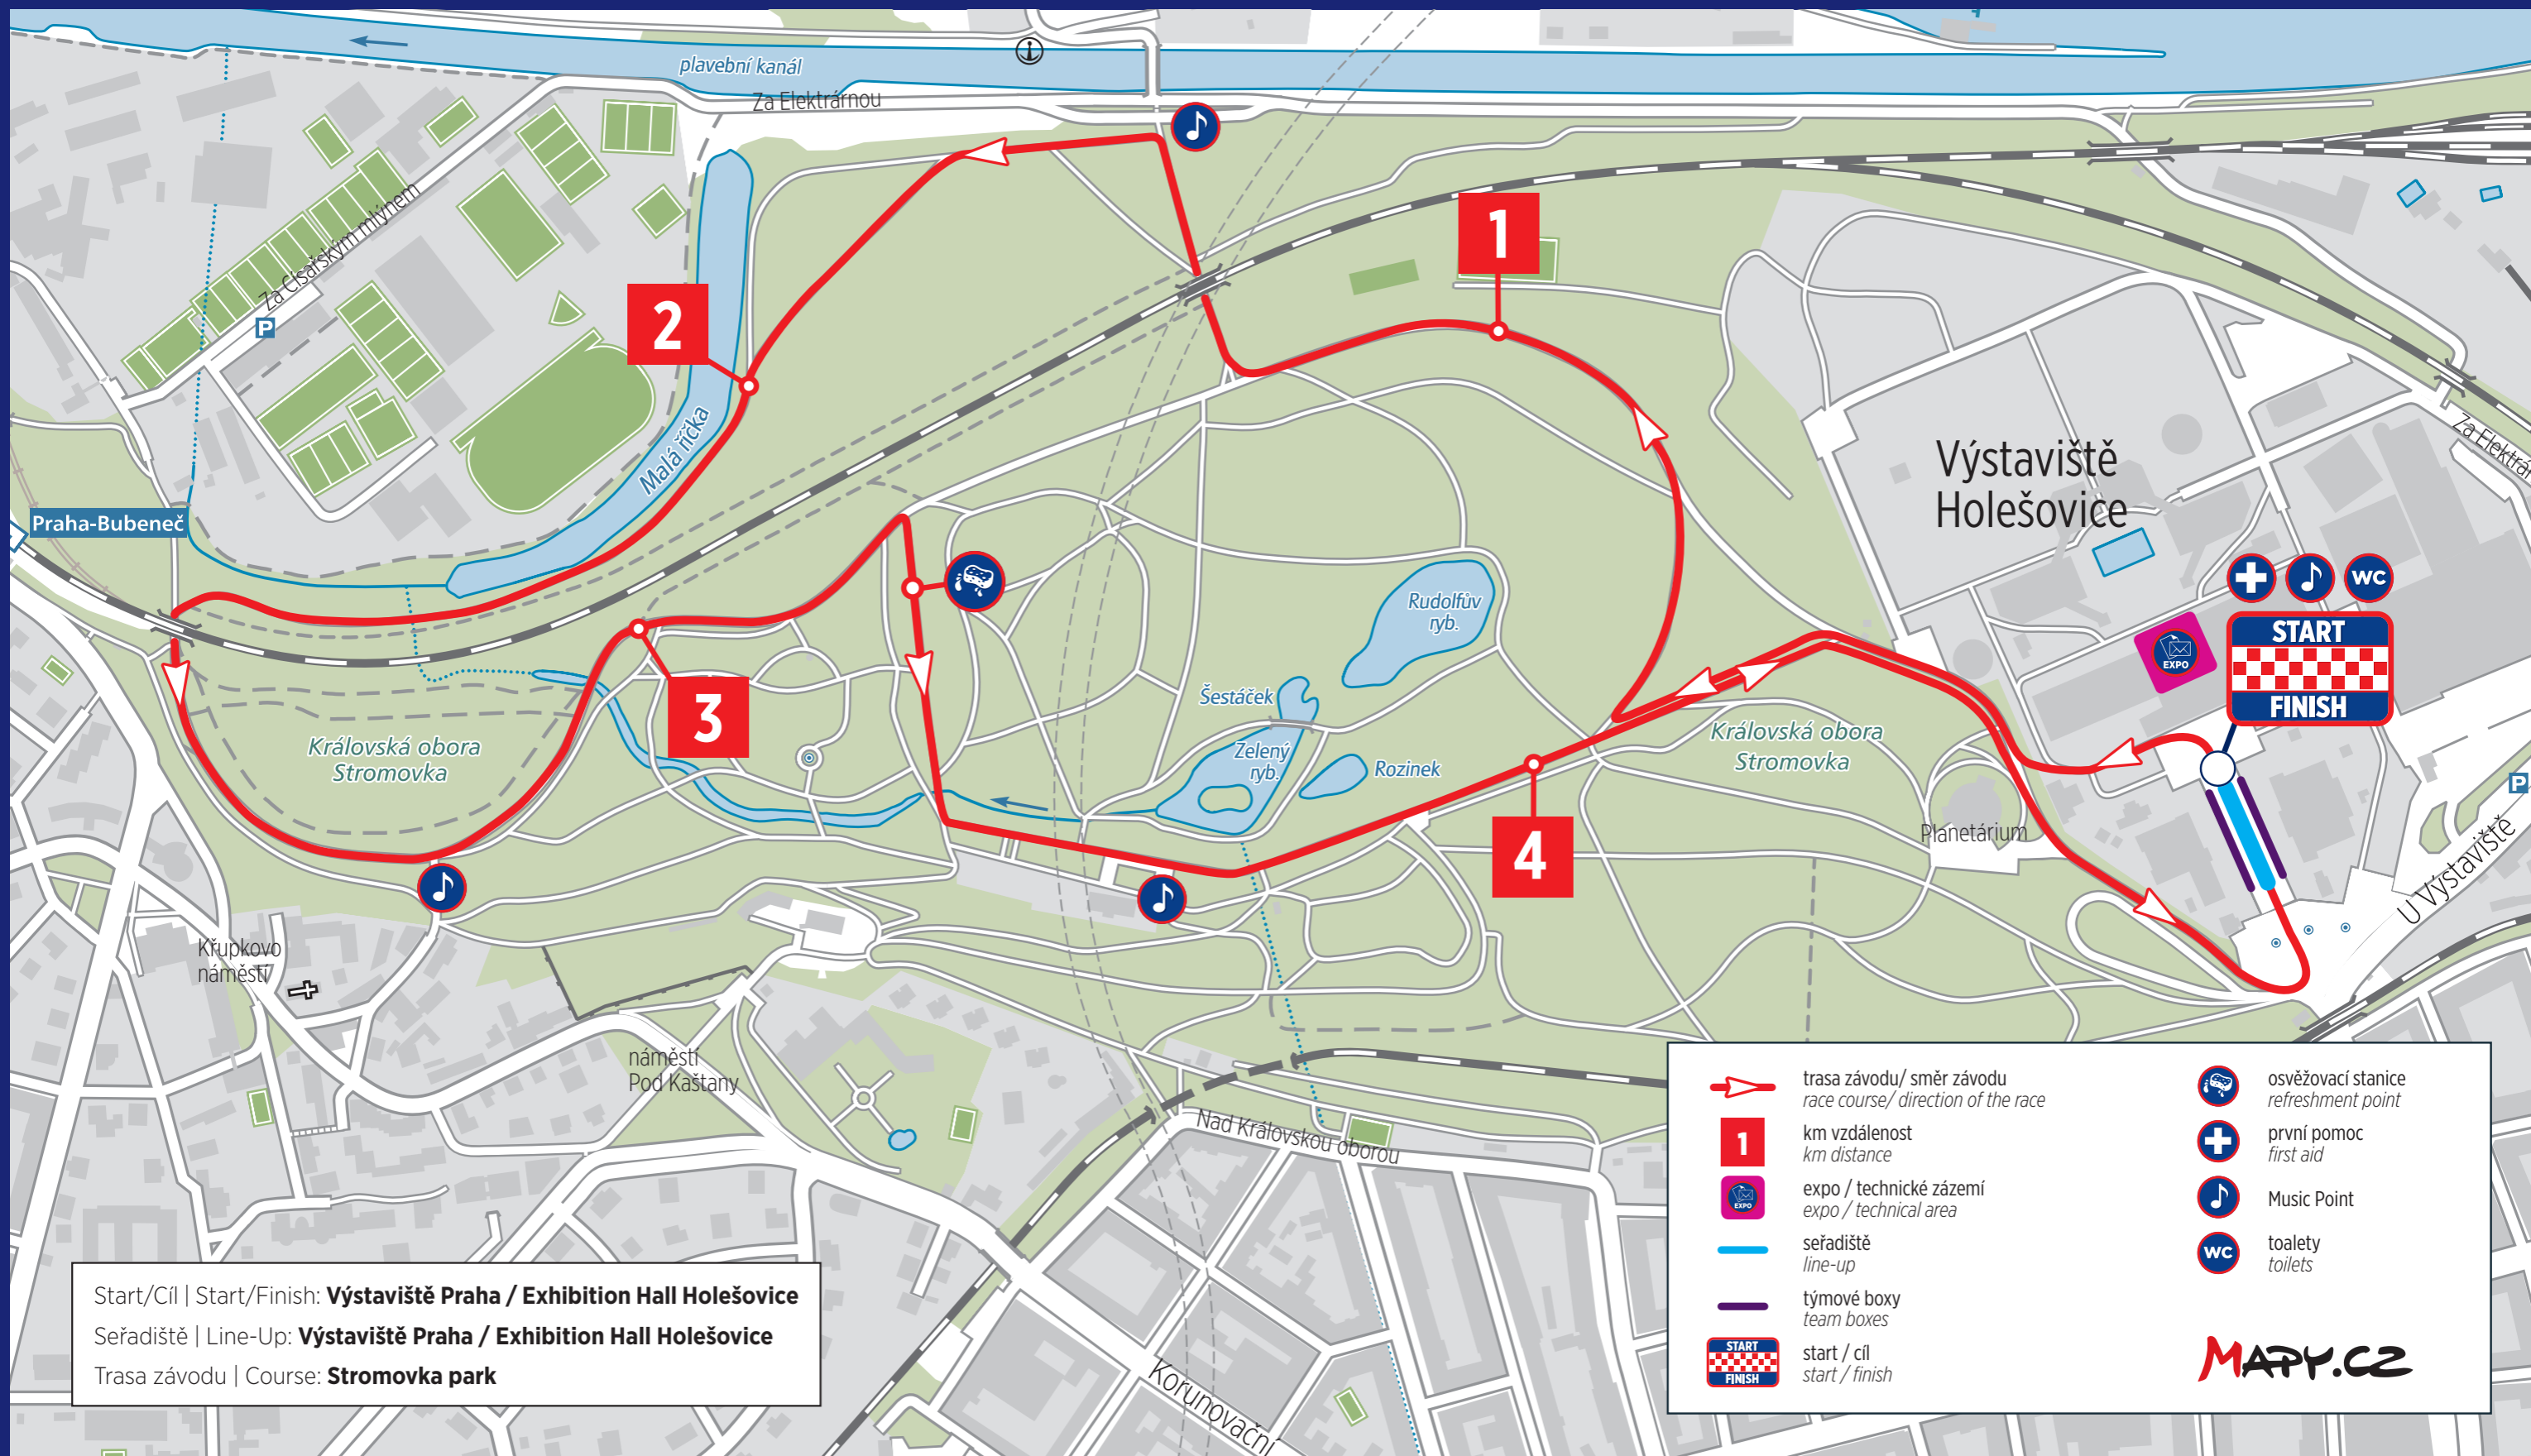 plavební kanál
Za Elektrárnou
1
Za Císařským mlýnem
P
2
Malá říčka
Výstaviště
Holešovice
Praha-Bubeneč
WC
START
FINISH
EXPO
Rudolfův
ryb.
Šestáček
Zelený
ryb.
Rozinek
3
Královská obora
Stromovka
Královská obora
Stromovka
4
Planetárium
P
U Výstaviště
Křupkovo
náměstí
náměstí
Pod Kaštany
Nad Královskou oborou
Korunovační
trasa závodu/ směr závodu
race course/ direction of the race
1
km vzdálenost
km distance
EXPO
expo / technické zázemí
expo / technical area
seřadiště
line-up
týmové boxy
team boxes
START
FINISH
start / cíl
start / finish
osvěžovací stanice
refreshment point
první pomoc
first aid
Music Point
WC
toalety
toilets
MAPY.CZ
Start/Cíl | Start/Finish: Výstaviště Praha / Exhibition Hall Holešovice
Seřadiště | Line-Up: Výstaviště Praha / Exhibition Hall Holešovice
Trasa závodu | Course: Stromovka park